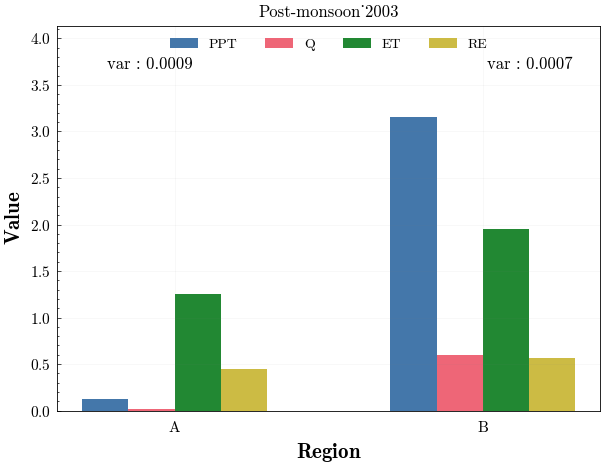 Post-monsoon˙2003
PPT Q ET RE
var : 0.0009 var : 0.0007
4.0
3.5
3.0
2.5
2.0
1.5
1.0
0.5
0.0
Value
A B
Region